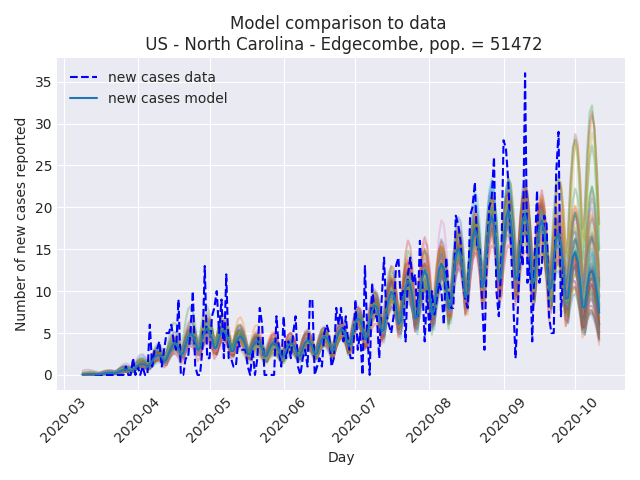 Model comparison to data
US - North Carolina - Edgecombe, pop. = 51472
new cases data
new cases model
Number of new cases reported
35
30
25
20
15
10
5
0
2020-03
2020-04
2020-05
2020-06
2020-07
2020-08
2020-09
2020-10
Day